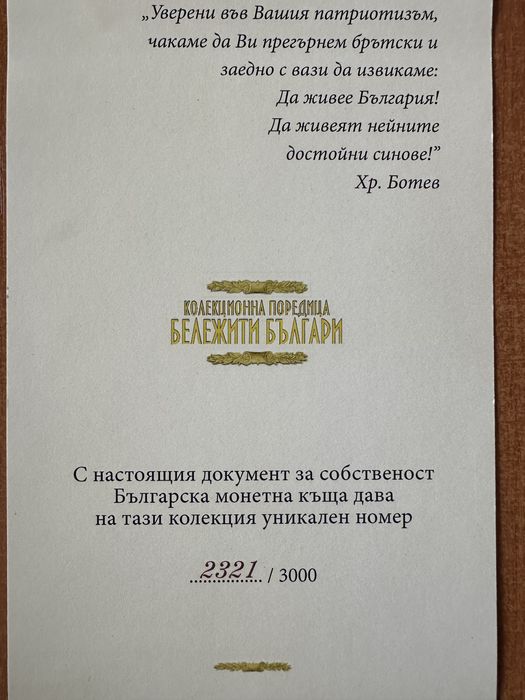 „Уверени във Вашия патриотизъм,
чакаме да Ви прегърнем брътски и
заедно с вази да извикаме:
Да живее България!
Да живеят нейните
достойни синове!”
Хр. Ботев
КОЛЕКЦИОННА ПОРЕДИЦА
БЕЛЕЖИТИ БЪЛГАРИ
С настоящия документ за собственост
Българска монетна къща дава
на тази колекция уникален номер
2321 / 3000